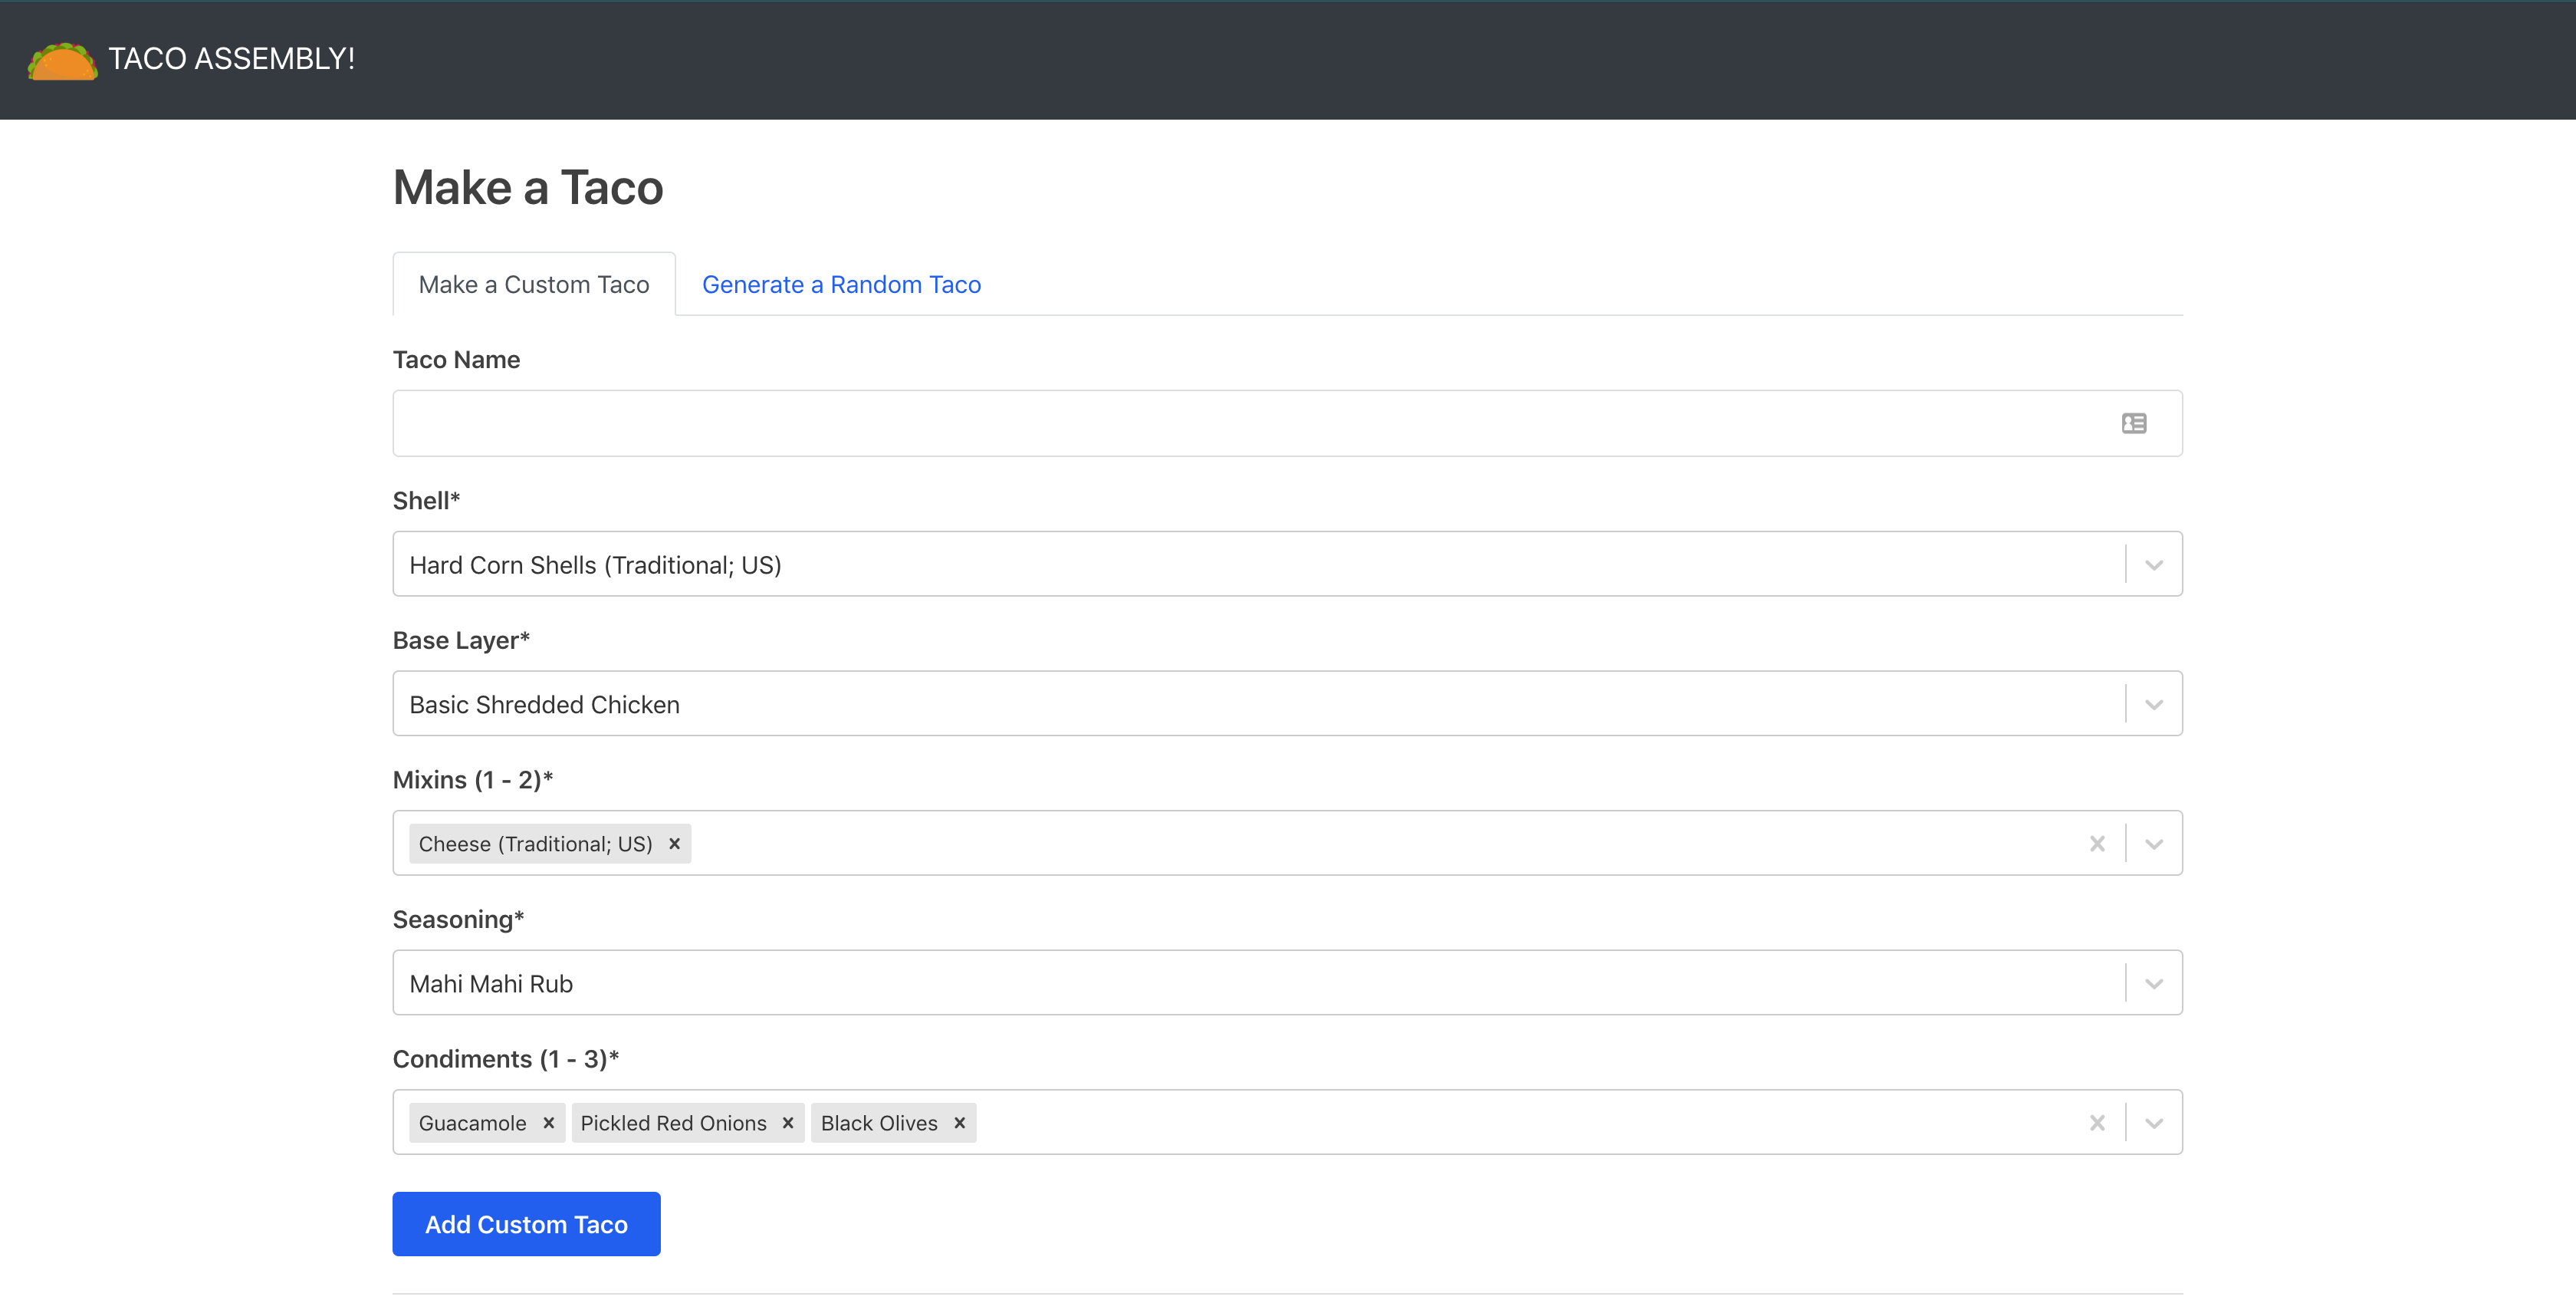 TACO ASSEMBLY!
Make a Taco
Make a Custom Taco Generate a Random Taco
Taco Name
Shell*
Hard Corn Shells (Traditional; US)
Base Layer*
Basic Shredded Chicken
Mixins (1 - 2)*
Cheese (Traditional; US)
Seasoning*
Mahi Mahi Rub
Condiments (1 - 3)*
Guacamole Pickled Red Onions Black Olives
Add Custom Taco